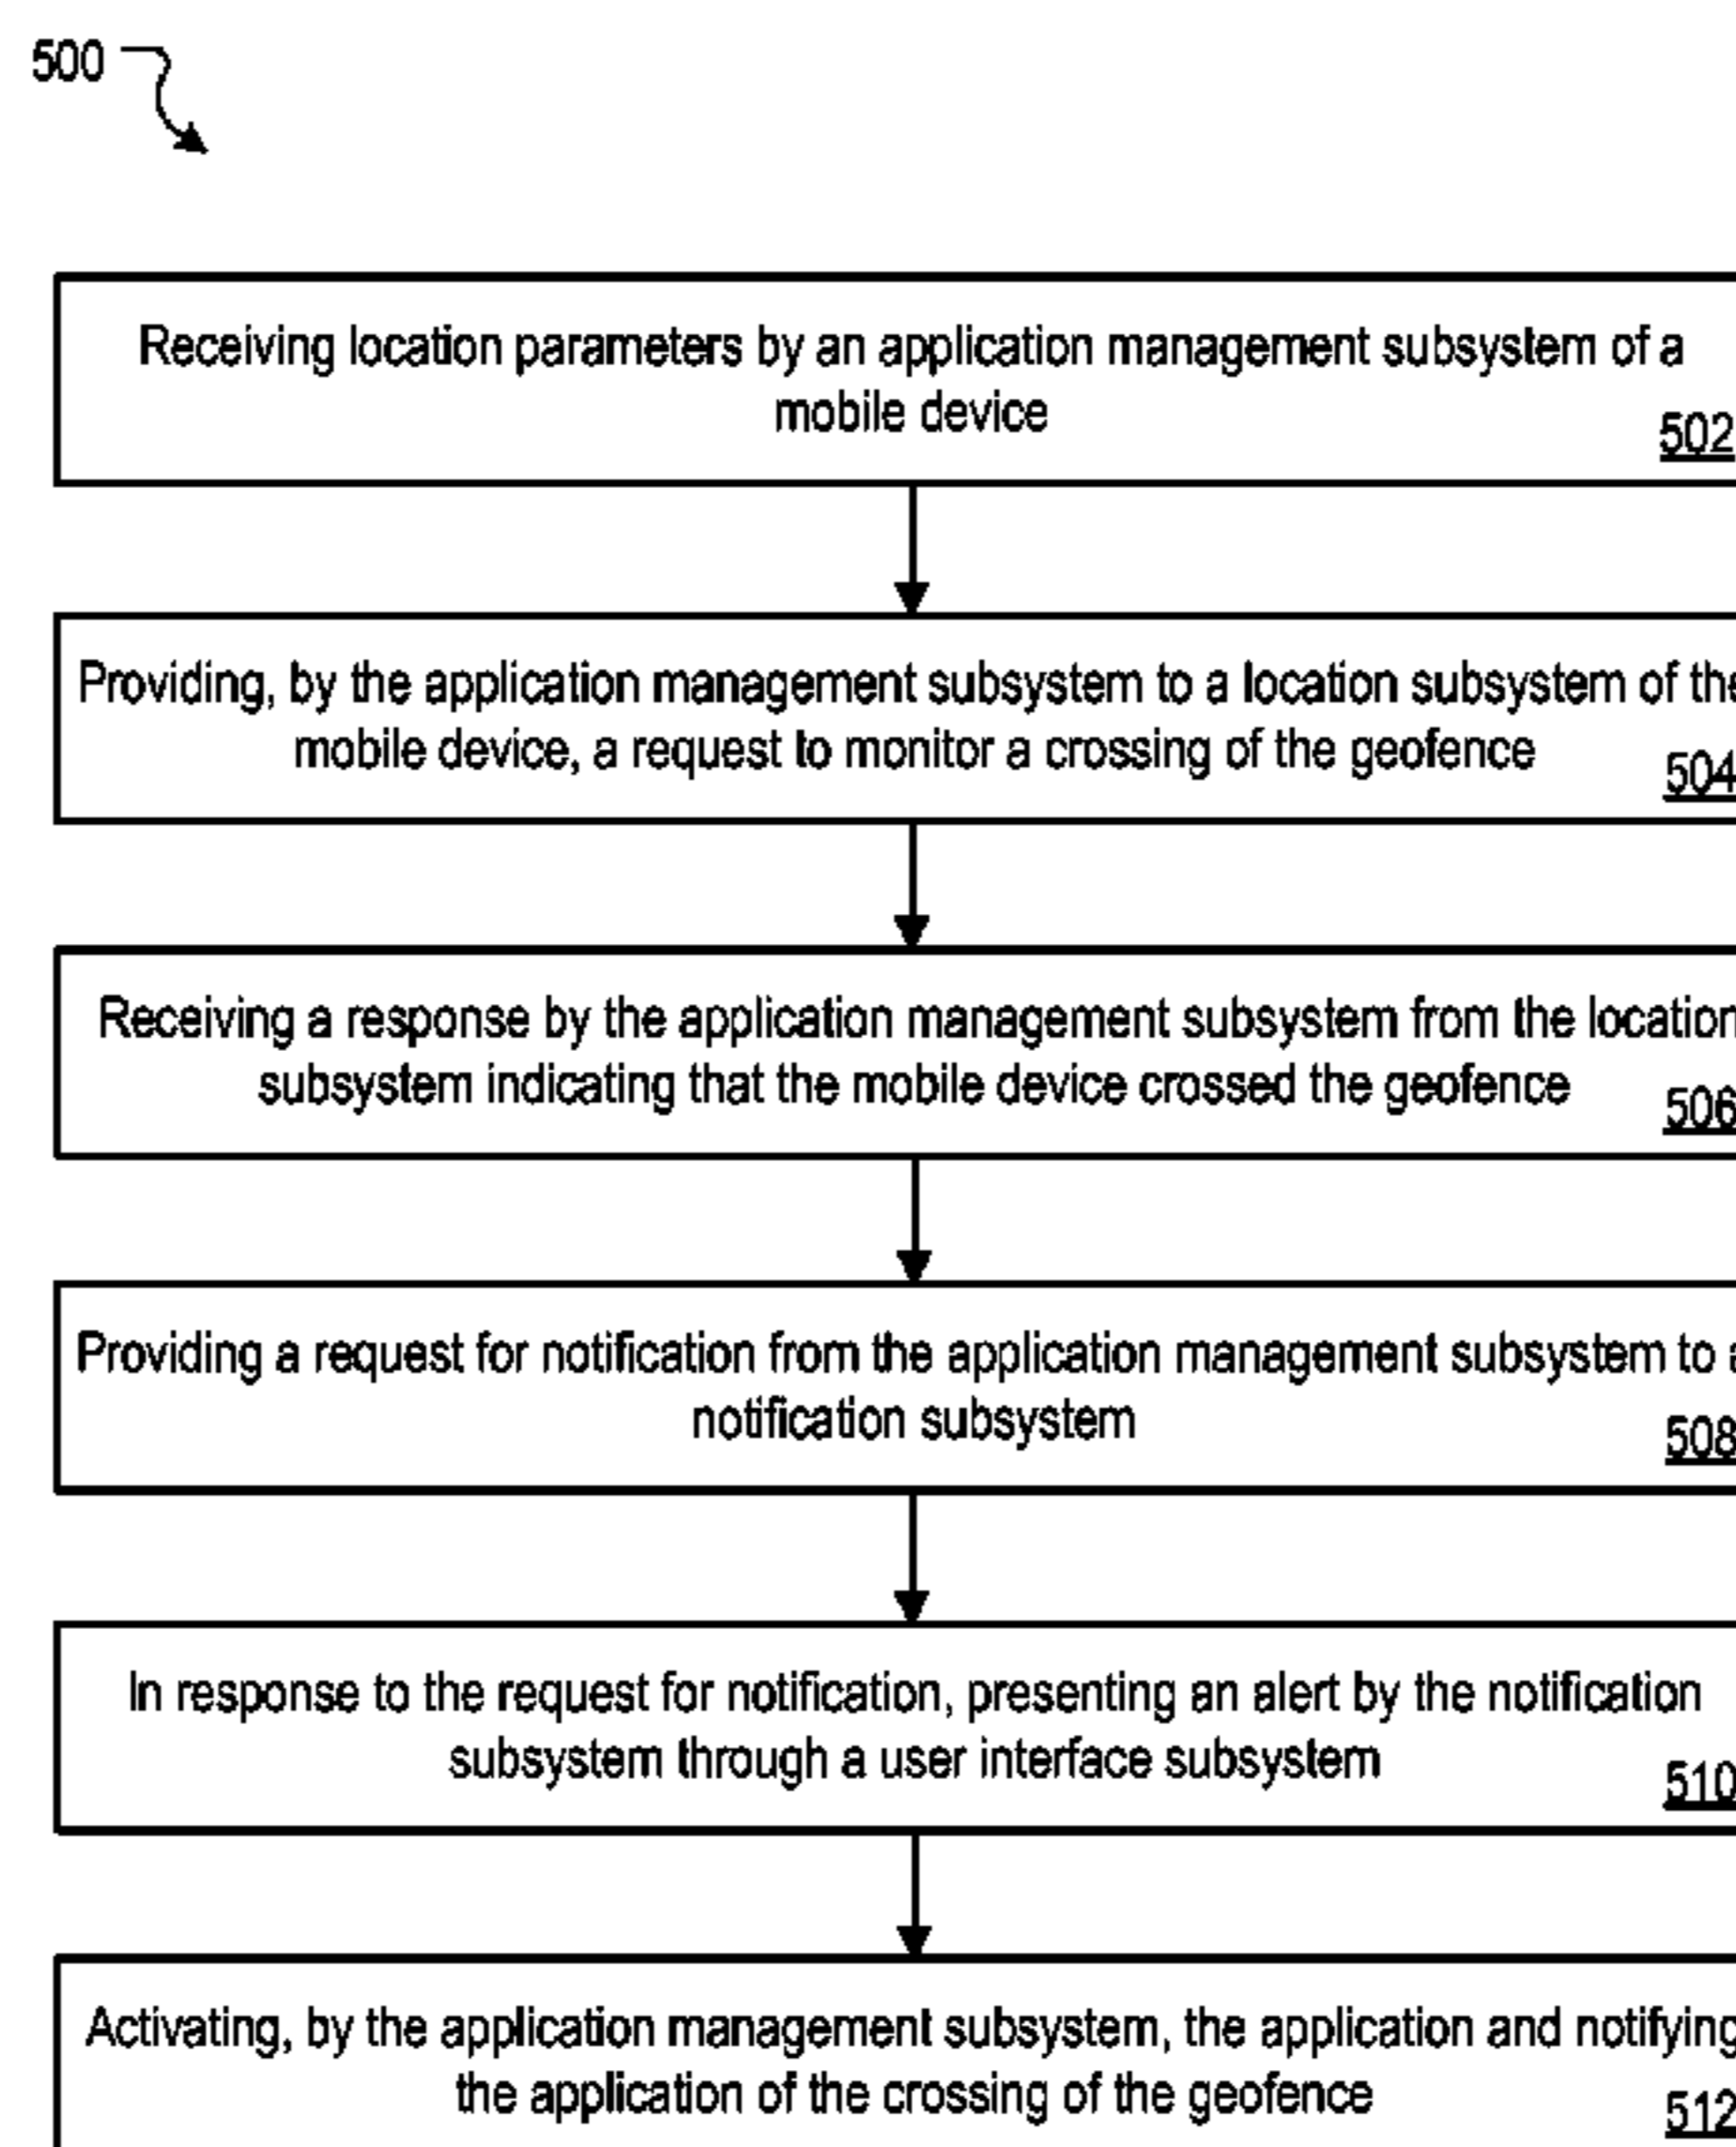 500
Receiving location parameters by an application management subsystem of a
mobile device
502
Providing, by the application management subsystem to a location subsystem of the
mobile device, a request to monitor a crossing of the geofence
504
Receiving a response by the application management subsystem from the location
subsystem indicating that the mobile device crossed the geofence
506
Providing a request for notification from the application management subsystem to a
notification subsystem
508
In response to the request for notification, presenting an alert by the notification
subsystem through a user interface subsystem
510
Activating, by the application management subsystem, the application and notifying
the application of the crossing of the geofence
512